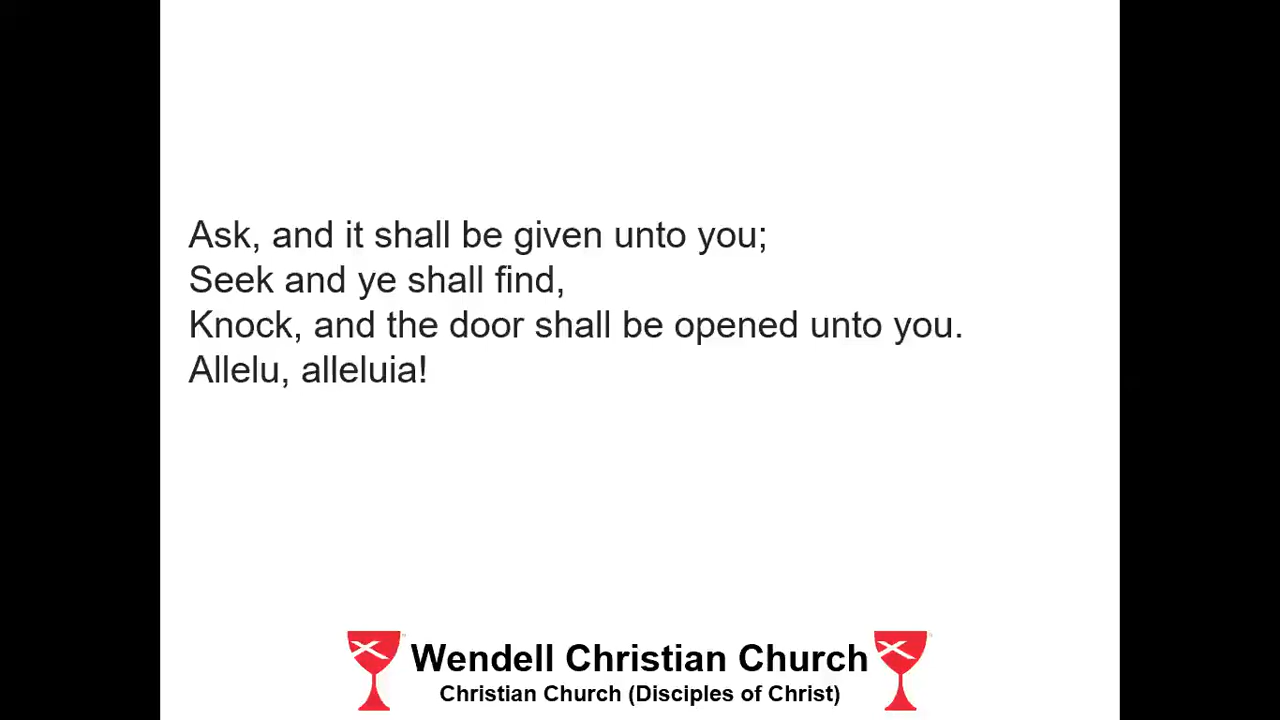 Ask, and it shall be given unto you;
Seek and ye shall find,
Knock, and the door shall be opened unto you.
Allelu, alleluia!
Wendell Christian Church
Christian Church (Disciples of Christ)